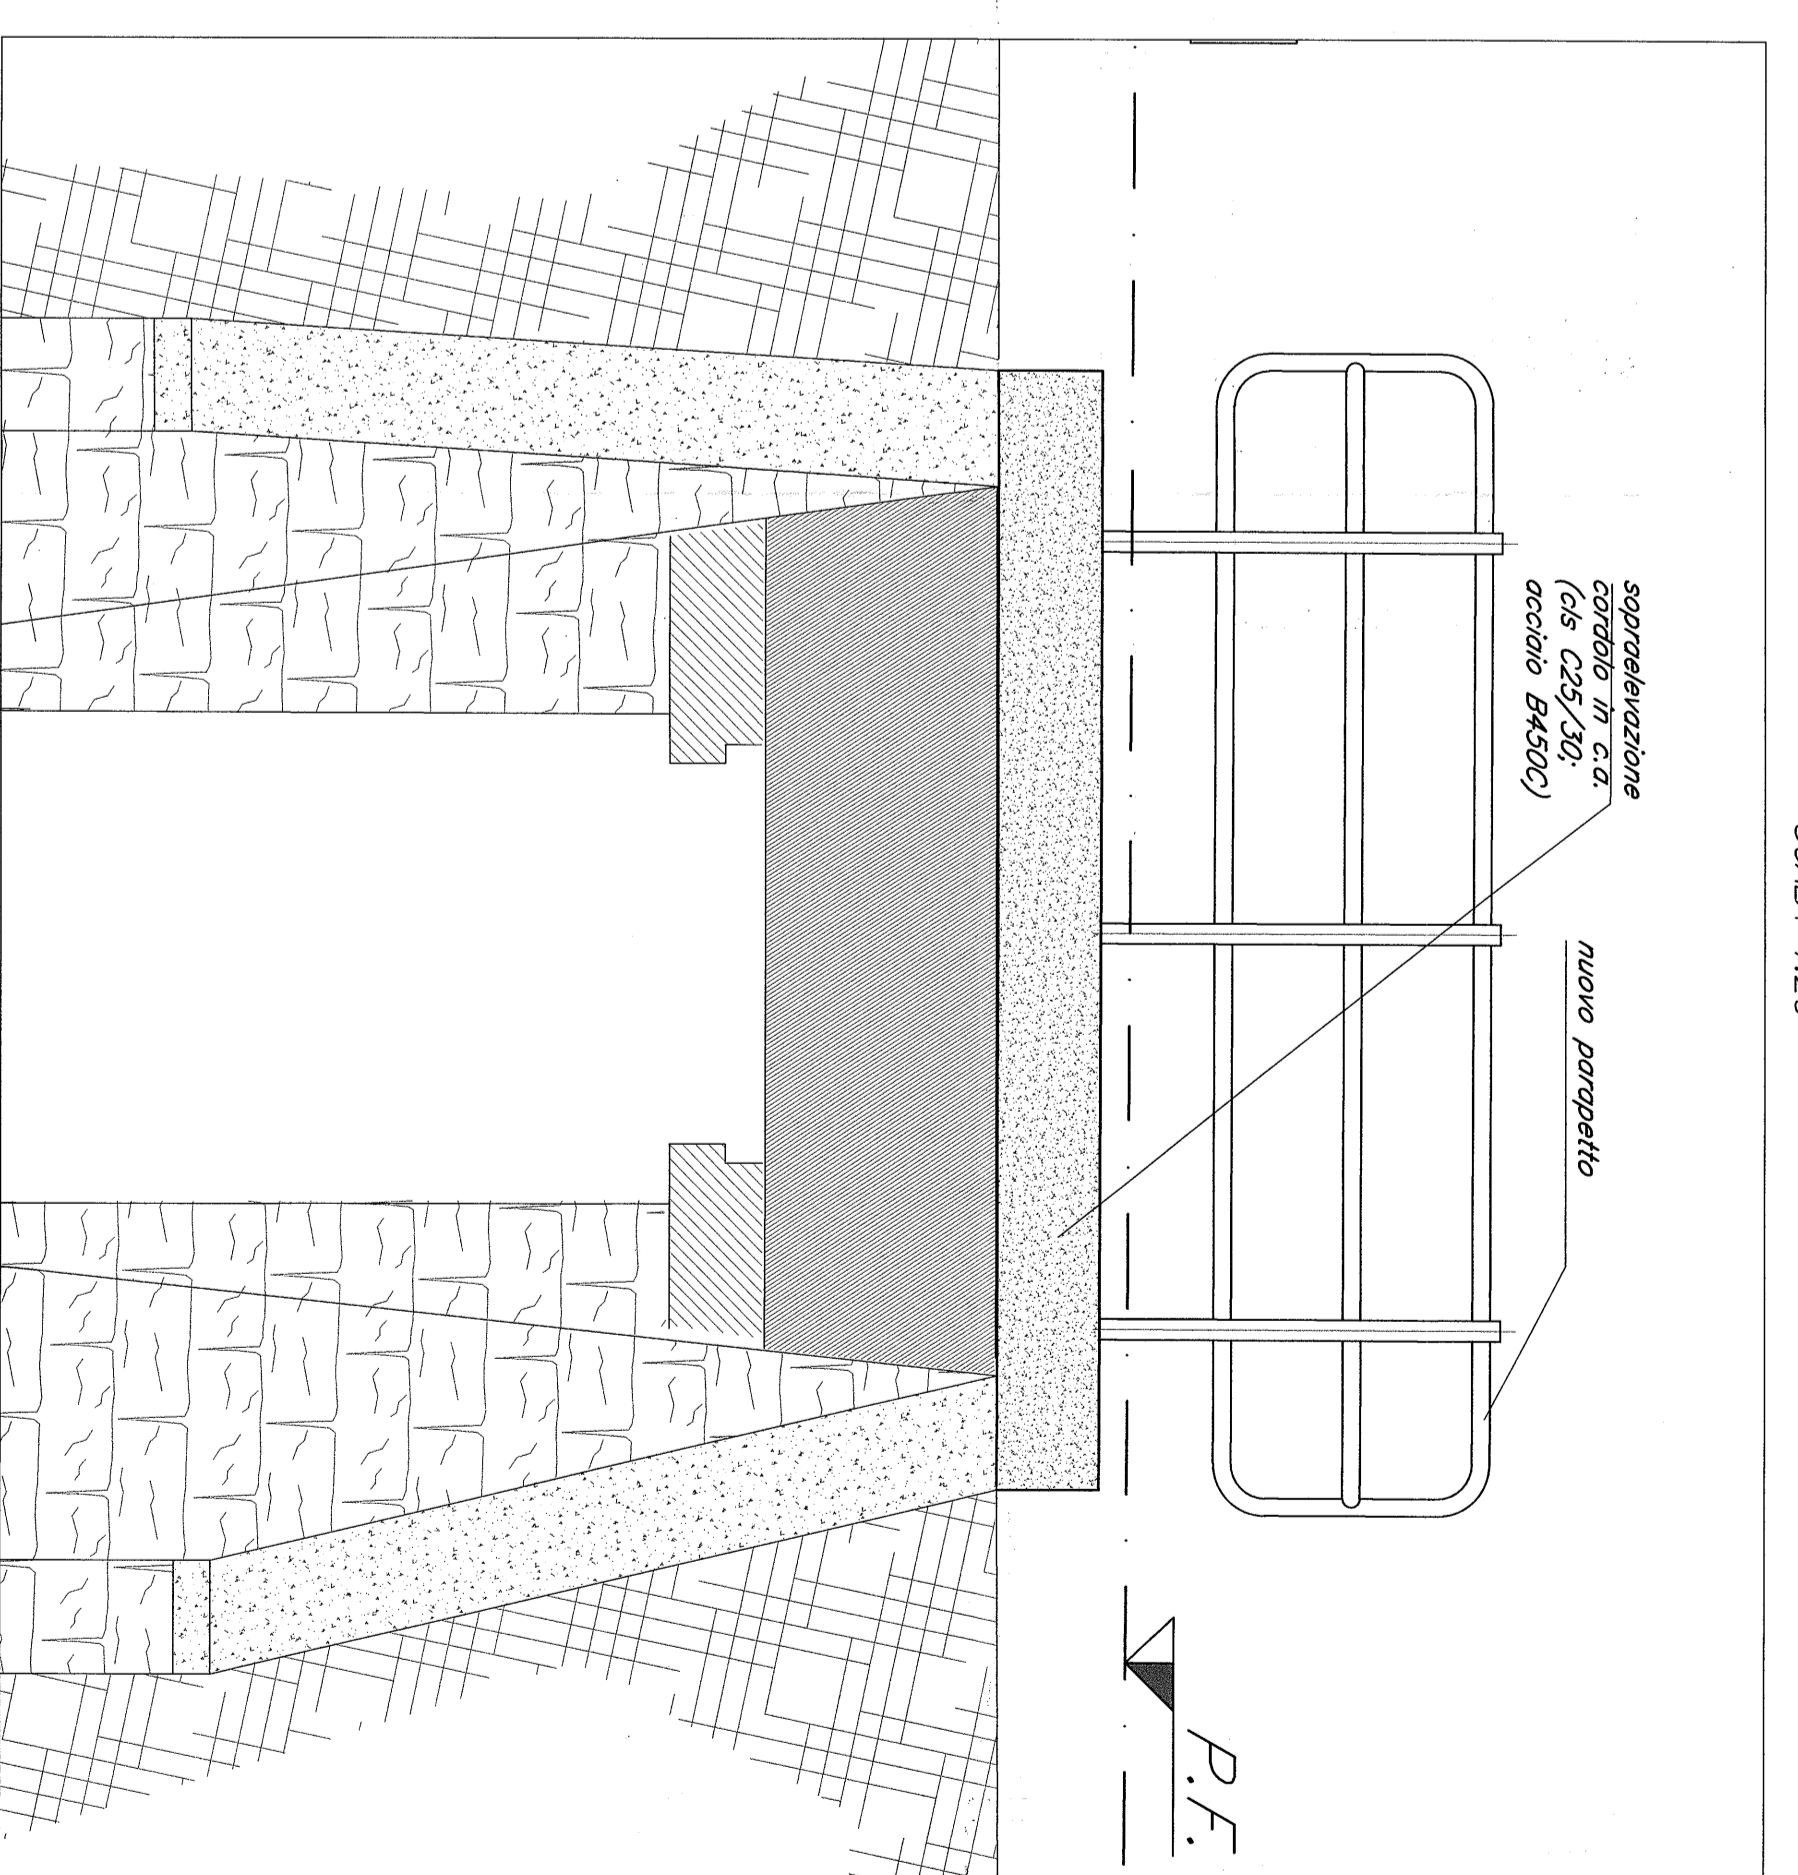 sopraelevazione
cordolo in c.a.
(cls C25/30;
acciaio B450C)
nuovo parapetto
P.F.